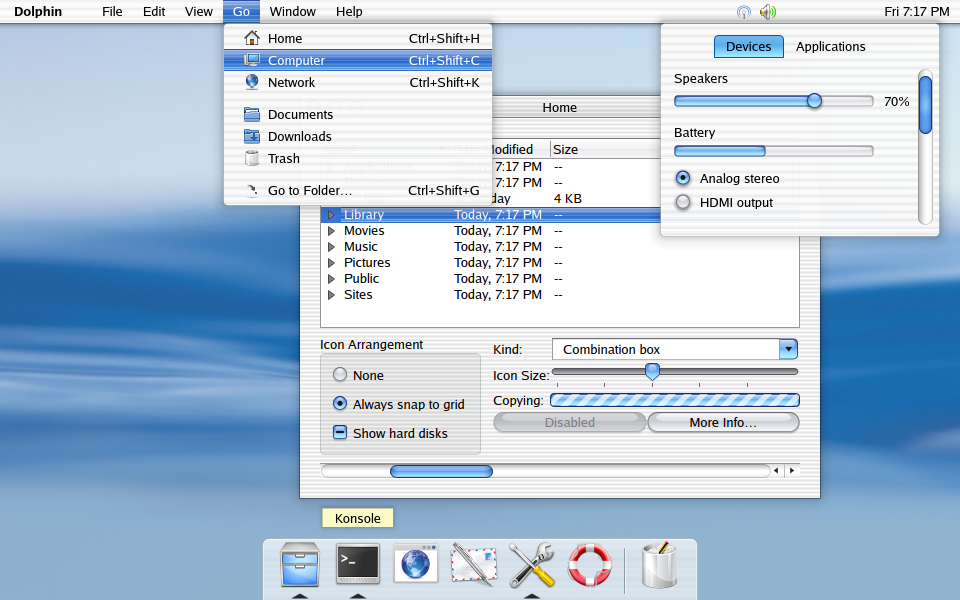 Dolphin File Edit View Go Window Help Fri 7:17 PM
Home Ctrl+Shift+H
Computer Ctrl+Shift+C
Network Ctrl+Shift+K
Documents
Downloads
Trash
Go to Folder... Ctrl+Shift+G
Devices Applications
Speakers
70%
Battery
Analog stereo
HDMI output
Home
Modified Size
7:17 PM --
7:17 PM --
4 KB
Library Today, 7:17 PM --
Movies Today, 7:17 PM --
Music Today, 7:17 PM --
Pictures Today, 7:17 PM --
Public Today, 7:17 PM --
Sites Today, 7:17 PM --
Icon Arrangement
None
Always snap to grid
Show hard disks
Kind: Combination box
Icon Size:
Copying:
Disabled More Info...
Konsole
>_